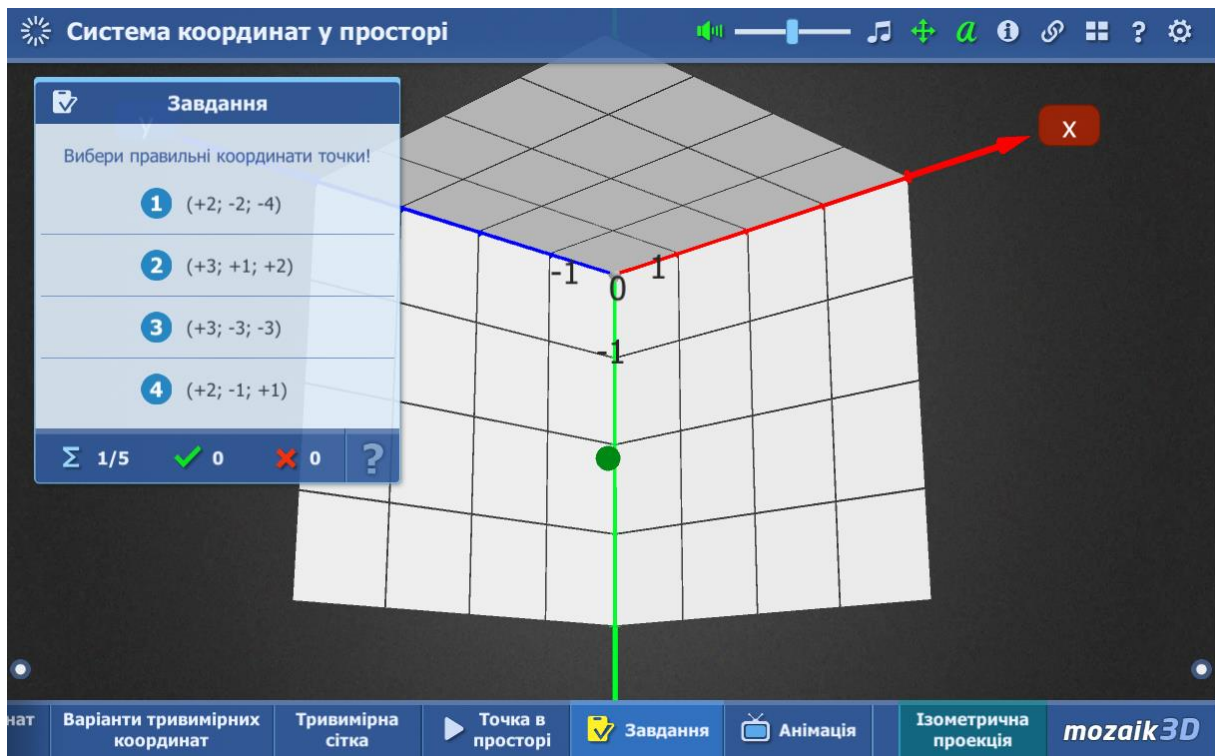 Система координат у просторі
a
?
Завдання
y
Вибери правильні координати точки!
1 (+2; -2; -4)
2 (+3; +1; +2)
3 (+3; -3; -3)
4 (+2; -1; +1)
Σ 1/5 0 0 ?
x
-1
0
1
-1
нат
Варіанти тривимірних
координат
Тривимірна
сітка
Точка в
просторі
Завдання
Анімація
Ізометрична
проекція
mozaik3D